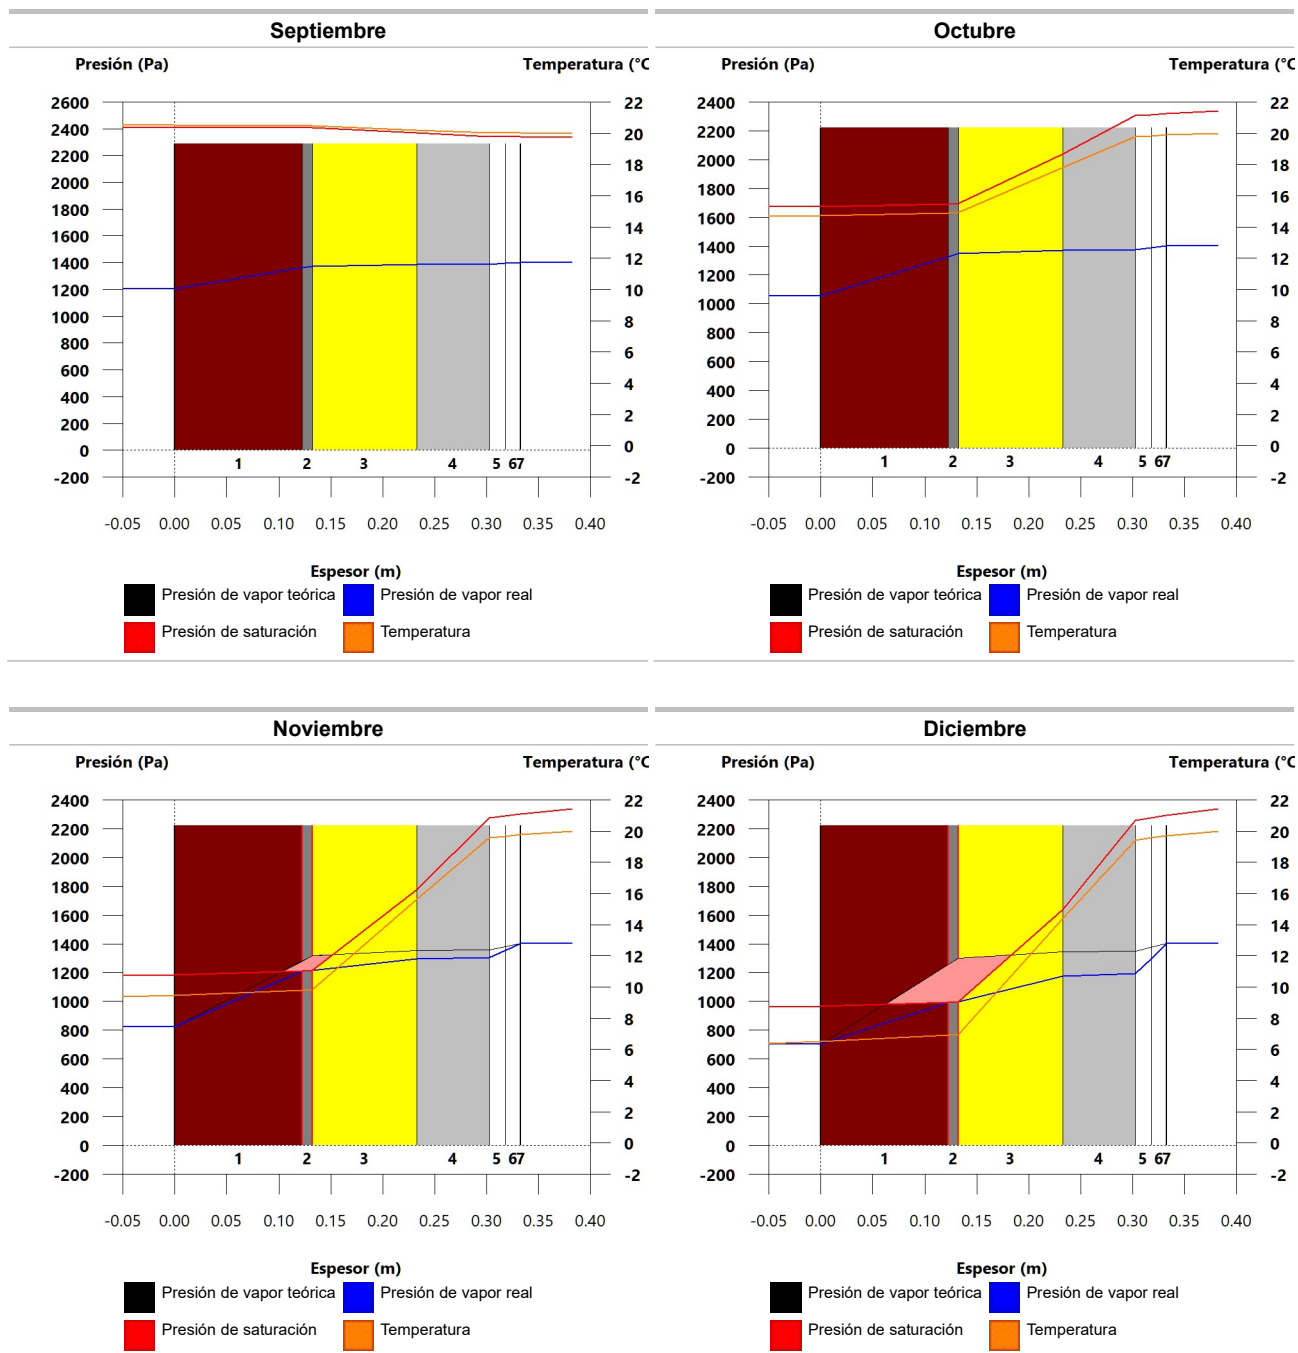 Septiembre
Presión (Pa) Temperatura (°C
2600 22
2400 20
2200 18
2000 16
1800 14
1600 12
1400 10
1200 8
1000 6
800 4
600 2
400 0
200 -2
0
-200
1 2 3 4 5 67
-0.05 0.00 0.05 0.10 0.15 0.20 0.25 0.30 0.35 0.40
Espesor (m)
Presión de vapor teórica Presión de vapor real
Presión de saturación Temperatura
Octubre
Presión (Pa) Temperatura (°C
2400 22
2200 20
2000 18
1800 16
1600 14
1400 12
1200 10
1000 8
800 6
600 4
400 2
200 0
0 -2
-200
1 2 3 4 5 67
-0.05 0.00 0.05 0.10 0.15 0.20 0.25 0.30 0.35 0.40
Espesor (m)
Presión de vapor teórica Presión de vapor real
Presión de saturación Temperatura
Noviembre
Presión (Pa) Temperatura (°C
2400 22
2200 20
2000 18
1800 16
1600 14
1400 12
1200 10
1000 8
800 6
600 4
400 2
200 0
0 -2
-200
1 2 3 4 5 67
-0.05 0.00 0.05 0.10 0.15 0.20 0.25 0.30 0.35 0.40
Espesor (m)
Presión de vapor teórica Presión de vapor real
Presión de saturación Temperatura
Diciembre
Presión (Pa) Temperatura (°C
2400 22
2200 20
2000 18
1800 16
1600 14
1400 12
1200 10
1000 8
800 6
600 4
400 2
200 0
0 -2
-200
1 2 3 4 5 67
-0.05 0.00 0.05 0.10 0.15 0.20 0.25 0.30 0.35 0.40
Espesor (m)
Presión de vapor teórica Presión de vapor real
Presión de saturación Temperatura